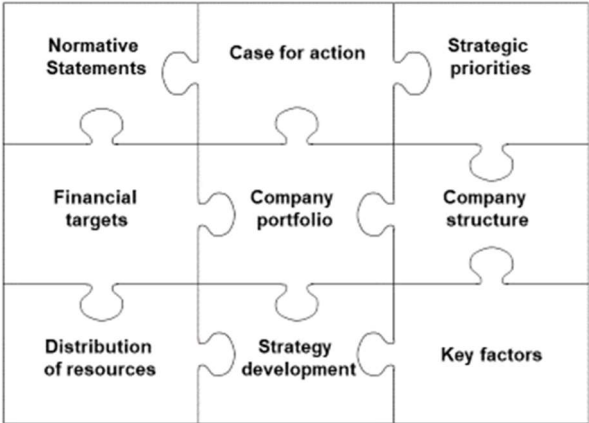 Normative
Statements
Case for action
Strategic
priorities
Financial
targets
Company
portfolio
Company
structure
Distribution
of resources
Strategy
development
Key factors